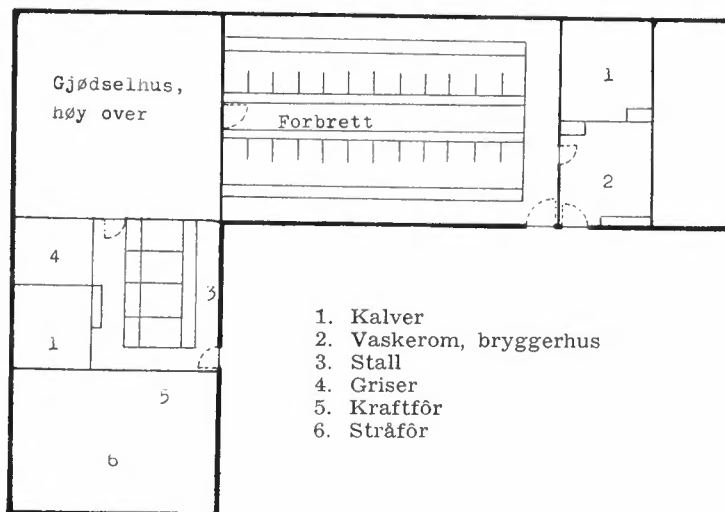 Gjødselhus,
høy over
Forbrett
1
2
4
3
1
5
6
1. Kalver
2. Vaskerom, bryggerhus
3. Stall
4. Griser
5. Kraftfôr
6. Stråfôr